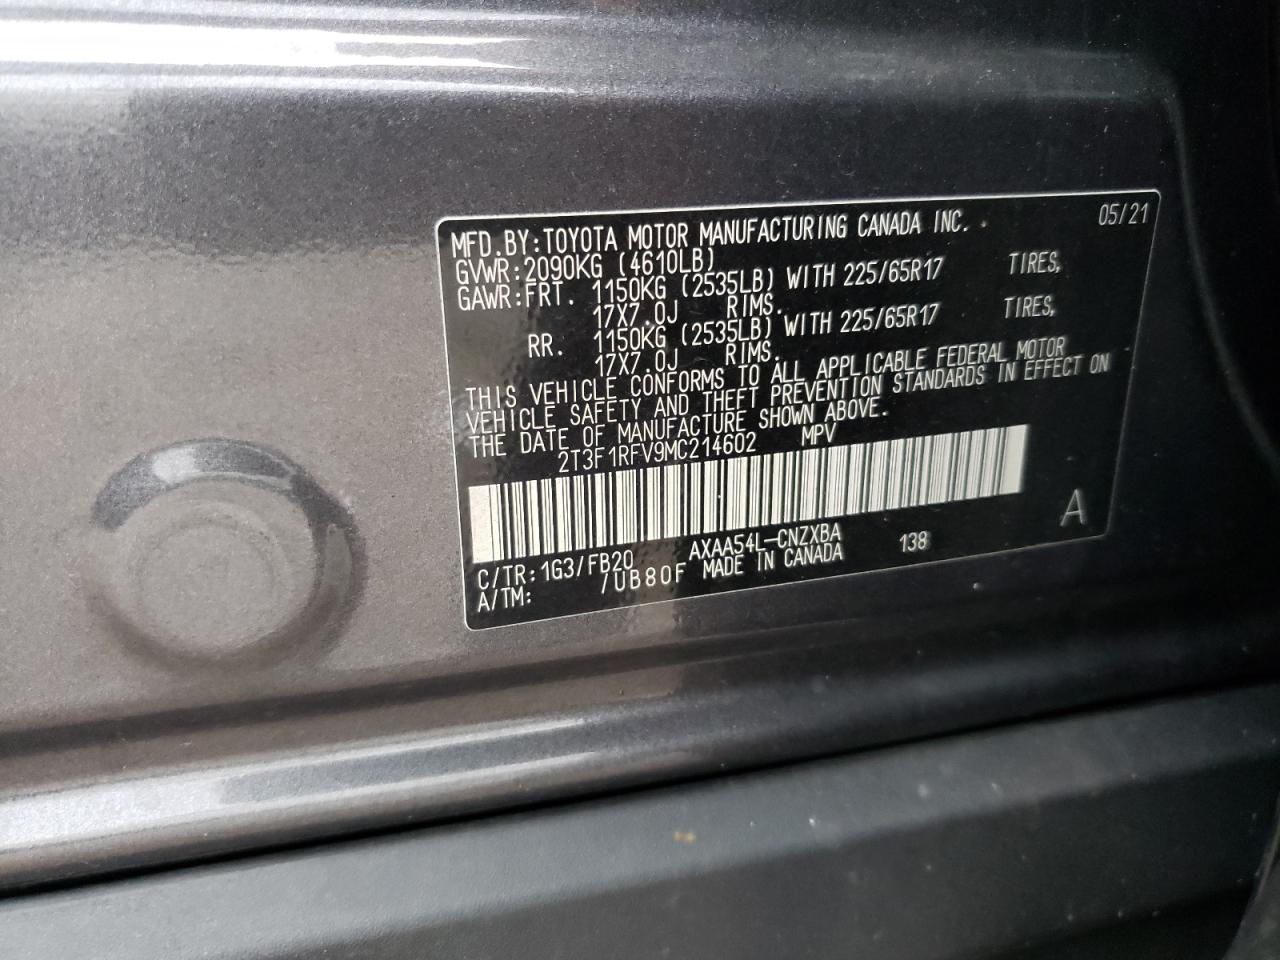 05/21
MFD.BY:TOYOTA MOTOR MANUFACTURING CANADA INC.
GVWR:2090KG (4610LB)
GAWR:FRT. 1150KG (2535LB) WITH 225/65R17 TIRES,
17X7.0J RIMS.
RR. 1150KG (2535LB) WITH 225/65R17 TIRES,
17X7.0J RIMS.
THIS VEHICLE CONFORMS TO ALL APPLICABLE FEDERAL MOTOR
VEHICLE SAFETY AND THEFT PREVENTION STANDARDS IN EFFECT ON
THE DATE OF MANUFACTURE SHOWN ABOVE.
2T3F1RFV9MC214602 MPV
A
C/TR:1G3/FB20 AXAA54L-CNZXBA 138
A/TM: /UB80F MADE IN CANADA